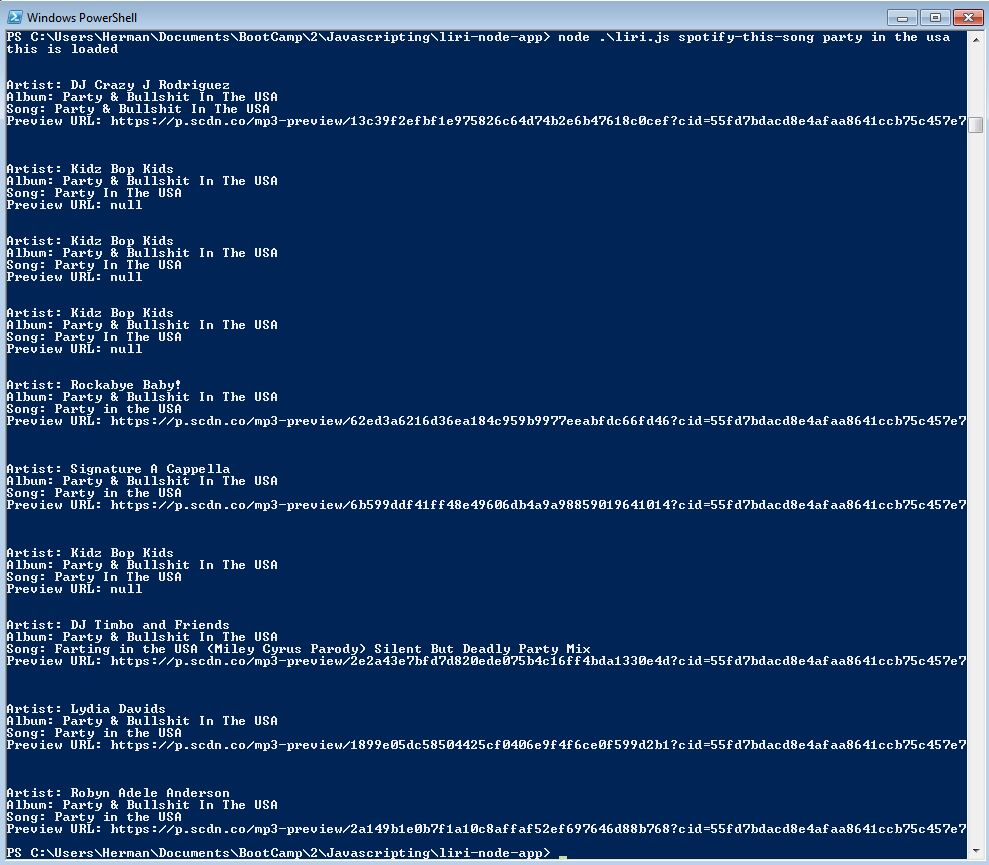 Windows PowerShell
PS C:\Users\Herman\Documents\BootCamp\2\Javascripting\liri-node-app> node .\liri.js spotify-this-song party in the usa
this is loaded
Artist: DJ Crazy J Rodriguez
Album: Party & Bullshit In The USA
Song: Party & Bullshit In The USA
Preview URL: https://p.scdn.co/mp3-preview/13c39f2efbf1e975826c64d74b2e6b47618c0cef?cid=55fd7bdacd8e4afaa8641ccb75c457e7
Artist: Kidz Bop Kids
Album: Party & Bullshit In The USA
Song: Party In The USA
Preview URL: null
Artist: Kidz Bop Kids
Album: Party & Bullshit In The USA
Song: Party In The USA
Preview URL: null
Artist: Kidz Bop Kids
Album: Party & Bullshit In The USA
Song: Party In The USA
Preview URL: null
Artist: Rockabye Baby!
Album: Party & Bullshit In The USA
Song: Party in the USA
Preview URL: https://p.scdn.co/mp3-preview/62ed3a6216d36ea184c959b9977eeabfdc66fd46?cid=55fd7bdacd8e4afaa8641ccb75c457e7
Artist: Signature A Cappella
Album: Party & Bullshit In The USA
Song: Party in the USA
Preview URL: https://p.scdn.co/mp3-preview/6b599ddf41ff48e49606db4a9a98859019641014?cid=55fd7bdacd8e4afaa8641ccb75c457e7
Artist: Kidz Bop Kids
Album: Party & Bullshit In The USA
Song: Party In The USA
Preview URL: null
Artist: DJ Timbo and Friends
Album: Party & Bullshit In The USA
Song: Farting in the USA (Miley Cyrus Parody) Silent But Deadly Party Mix
Preview URL: https://p.scdn.co/mp3-preview/2e2a43e7bfd7d820ede075b4c16ff4bda1330e4d?cid=55fd7bdacd8e4afaa8641ccb75c457e7
Artist: Lydia Davids
Album: Party & Bullshit In The USA
Song: Party in the USA
Preview URL: https://p.scdn.co/mp3-preview/1899e05dc58504425cf0406e9f4f6ce0f599d2b1?cid=55fd7bdacd8e4afaa8641ccb75c457e7
Artist: Robyn Adele Anderson
Album: Party & Bullshit In The USA
Song: Party in the USA
Preview URL: https://p.scdn.co/mp3-preview/2a149b1e0b7f1a10c8affaf52ef697646d88b768?cid=55fd7bdacd8e4afaa8641ccb75c457e7
PS C:\Users\Herman\Documents\BootCamp\2\Javascripting\liri-node-app>